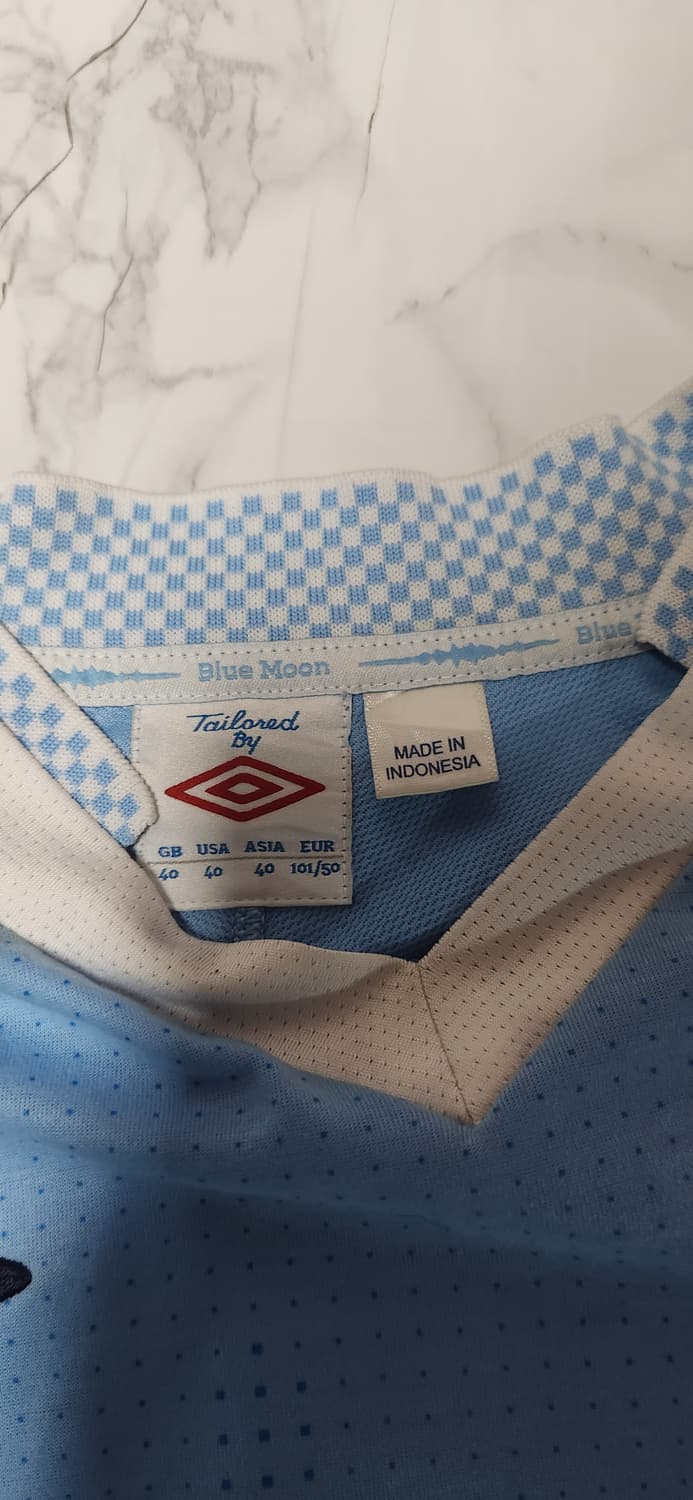 Blue Moon Blue
Tailored
By
MADE IN
INDONESIA
GB USA ASIA EUR
40 40 40 101/50